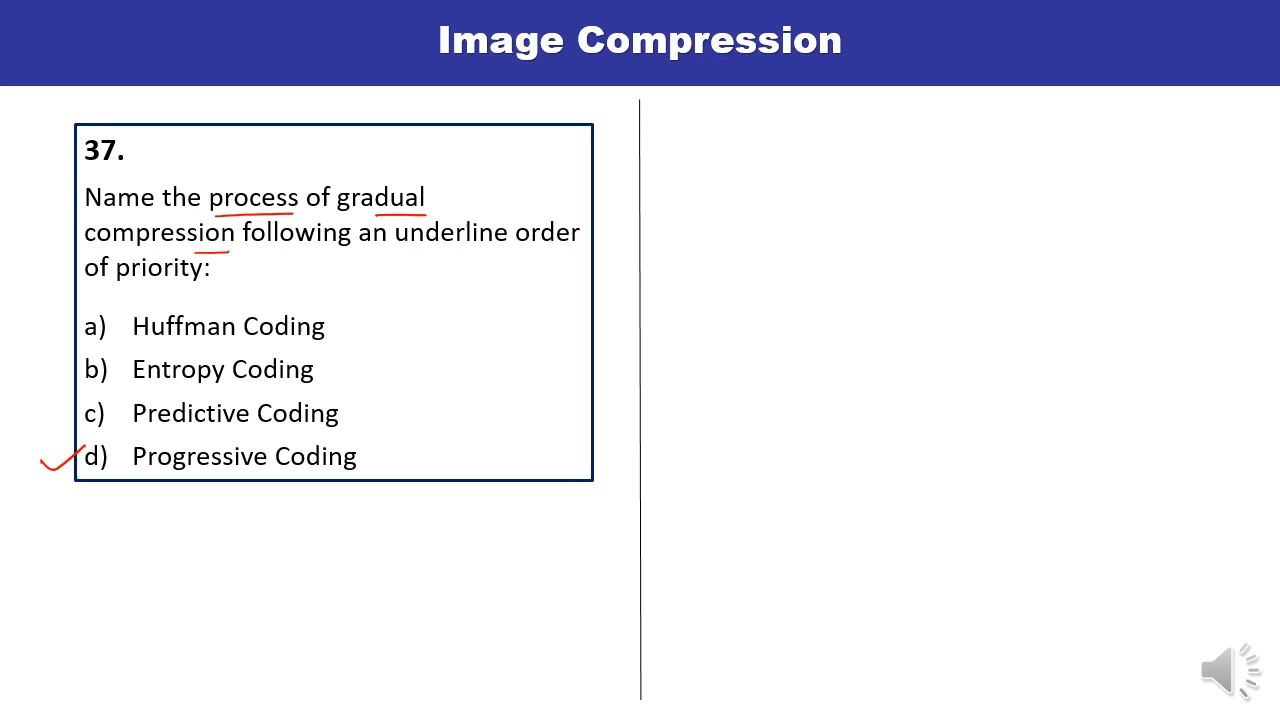 Image Compression
37.
Name the process of gradual
compression following an underline order
of priority:
a) Huffman Coding
b) Entropy Coding
c) Predictive Coding
d) Progressive Coding